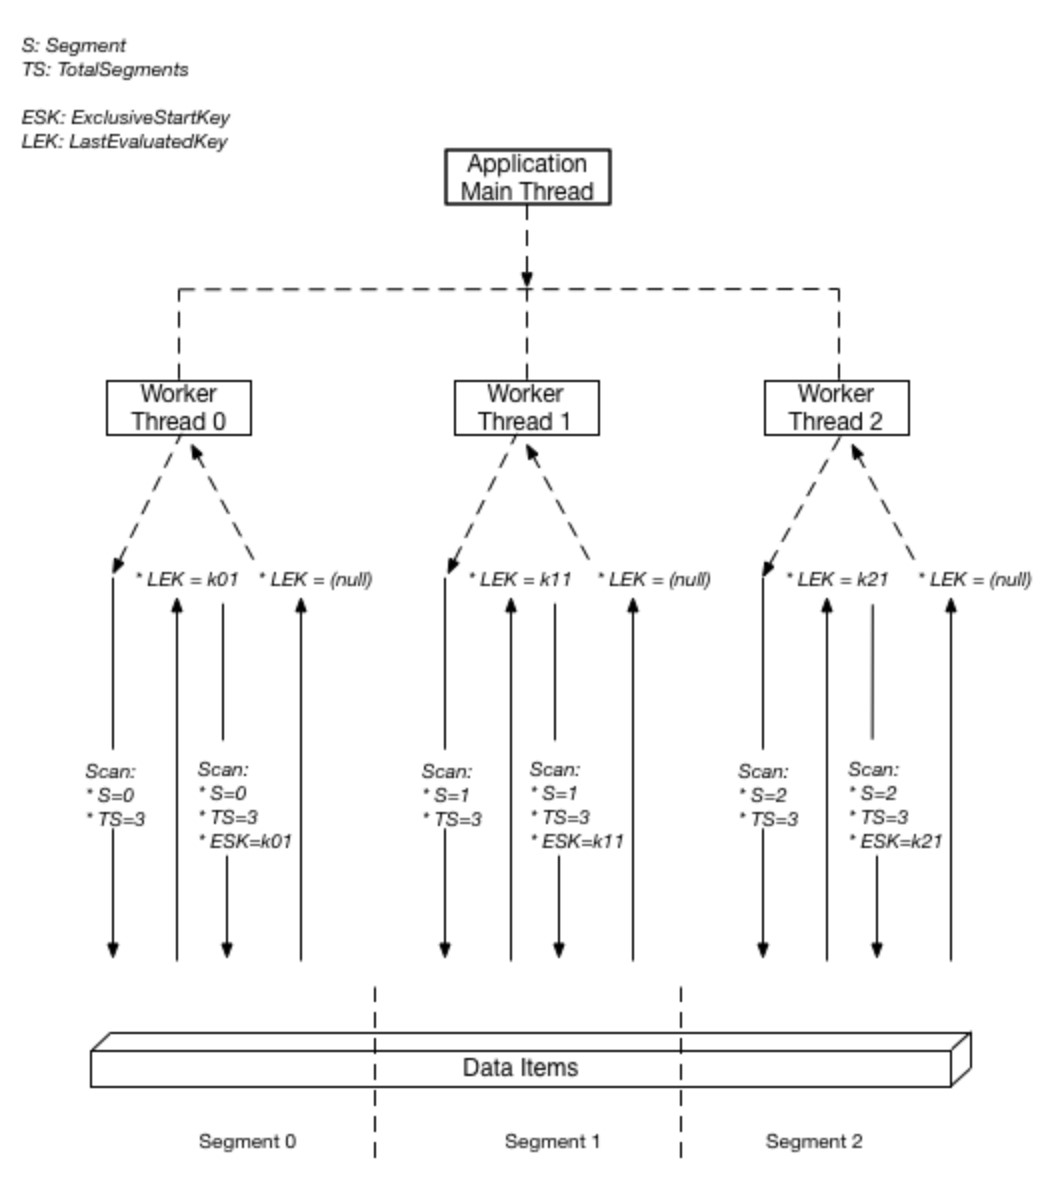 S: Segment
TS: TotalSegments
ESK: ExclusiveStartKey
LEK: LastEvaluatedKey
Application
Main Thread
Worker
Thread 0
Worker
Thread 1
Worker
Thread 2
* LEK = k01
* LEK = (null)
* LEK = k11
* LEK = (null)
* LEK = k21
* LEK = (null)
Scan:
* S=0
* TS=3
Scan:
* S=0
* TS=3
* ESK=k01
Scan:
* S=1
* TS=3
Scan:
* S=1
* TS=3
* ESK=k11
Scan:
* S=2
* TS=3
Scan:
* S=2
* TS=3
* ESK=k21
Data Items
Segment 0
Segment 1
Segment 2